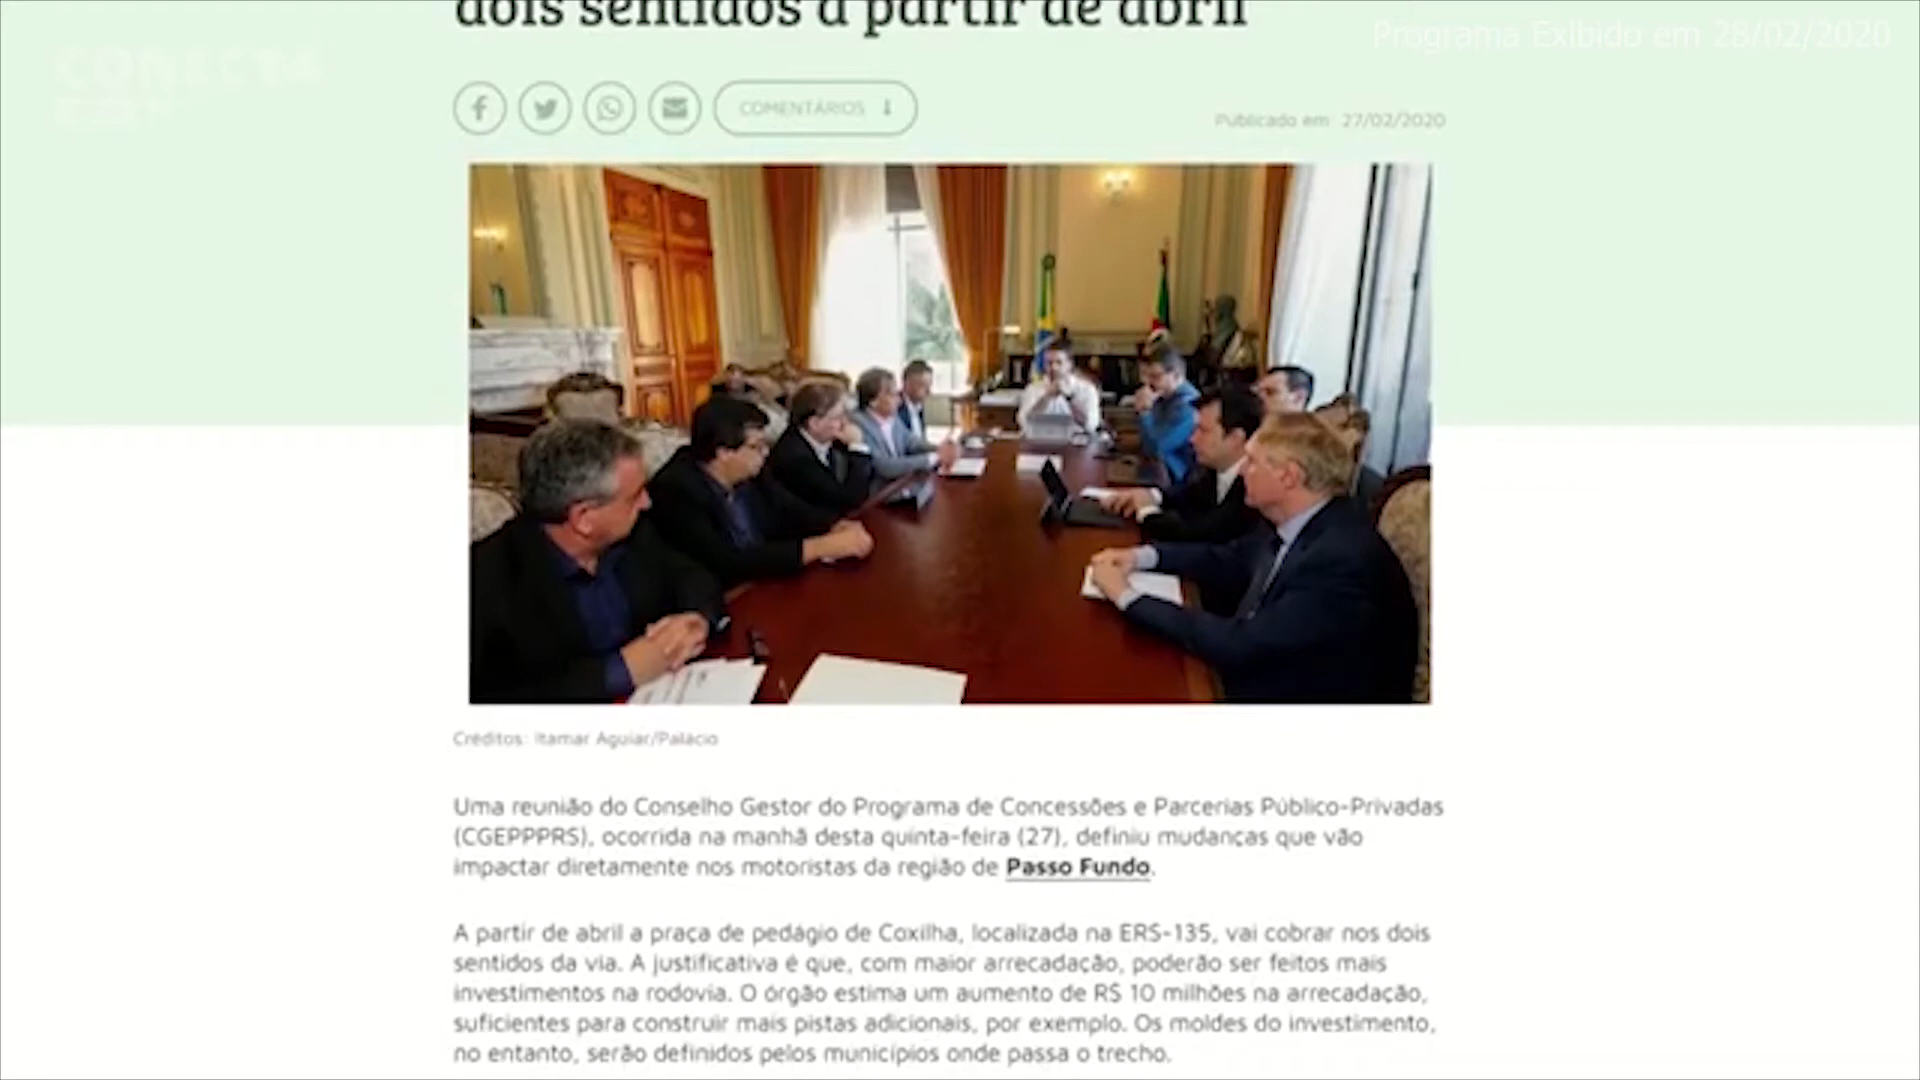 dois sentidos a partir de abril
Programa Exibido em 28/02/2020
CONECTA
COMENTÁRIOS
Publicado em: 27/02/2020
Créditos: Itamar Aguiar/Palácio
Uma reunião do Conselho Gestor do Programa de Concessões e Parcerias Público-Privadas
(CGEPPPRS), ocorrida na manhã desta quinta-feira (27), definiu mudanças que vão
impactar diretamente nos motoristas da região de Passo Fundo.
A partir de abril a praça de pedágio de Coxilha, localizada na ERS-135, vai cobrar nos dois
sentidos da via. A justificativa é que, com maior arrecadação, poderão ser feitos mais
investimentos na rodovia. O órgão estima um aumento de R$ 10 milhões na arrecadação,
suficientes para construir mais pistas adicionais, por exemplo. Os moldes do investimento,
no entanto, serão definidos pelos municípios onde passa o trecho.